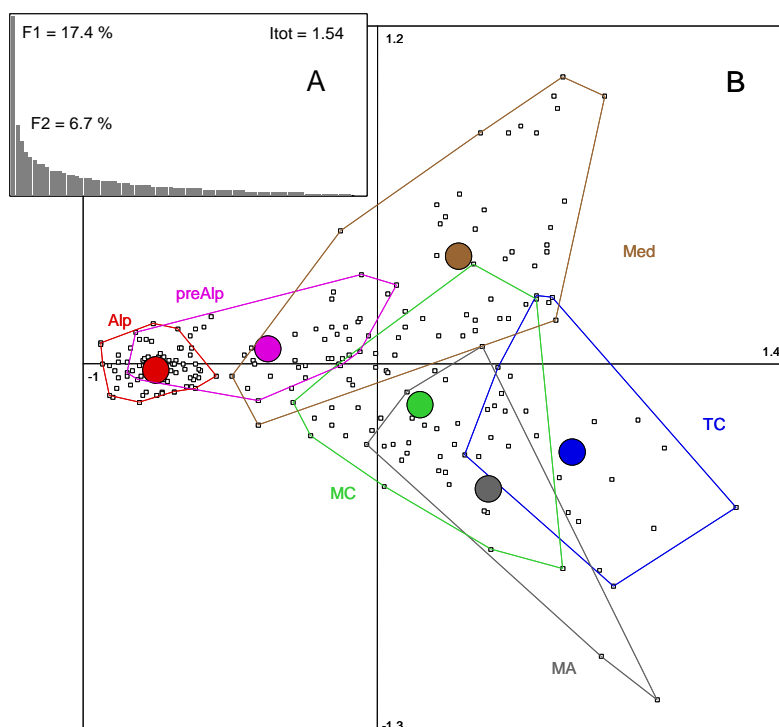 F1 = 17.4 %
Itot = 1.54
A
F2 = 6.7 %
1.2
B
Med
preAlp
Alp
-1
1.4
TC
MC
MA
-1.3